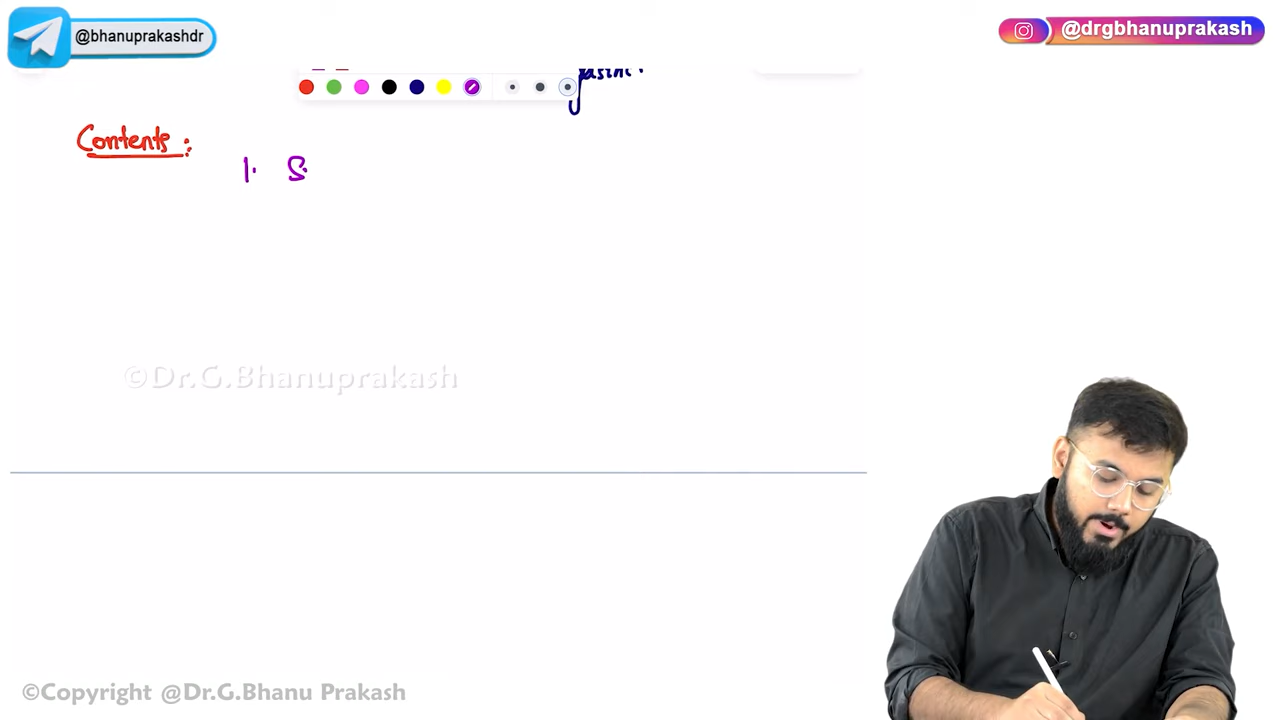 @bhanuprakashdr
@drgbhanuprakash
Contents :
1. S
©Dr.G.Bhanuprakash
©Copyright @Dr.G.Bhanu Prakash